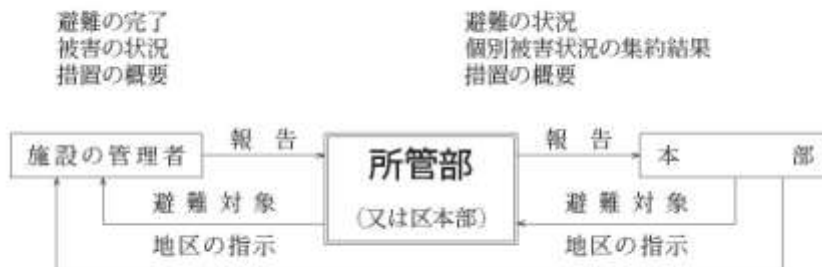 避難の完了
被害の状況
措置の概要
避難の状況
個別被害状況の集約結果
措置の概要
施設の管理者
報告
所管部
（又は区本部）
報告
本部
避難対象
地区の指示
避難対象
地区の指示